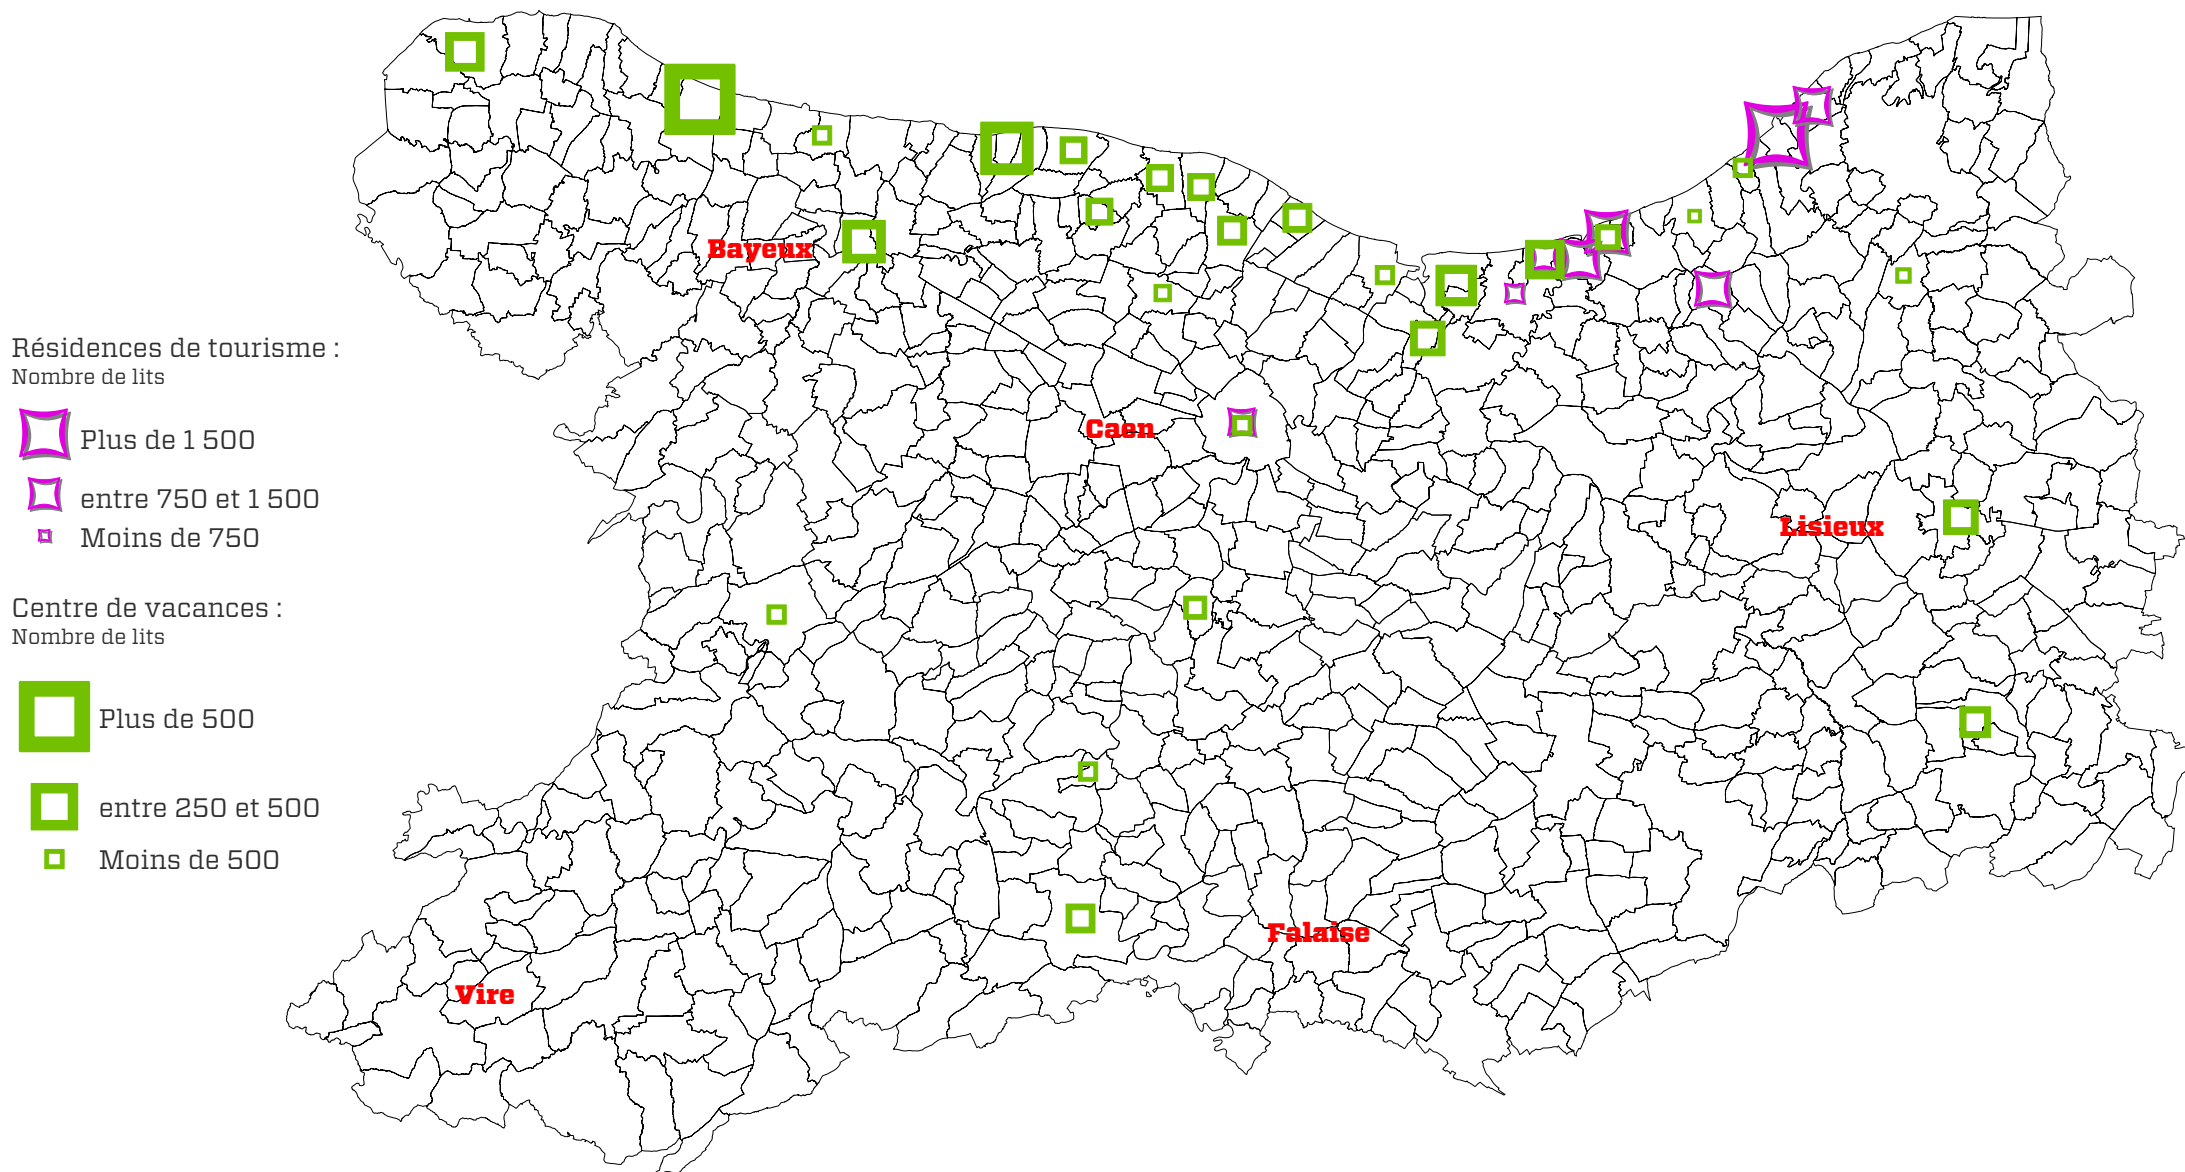 Bayeux
Résidences de tourisme :
Nombre de lits
Plus de 1 500
entre 750 et 1 500
Moins de 750
Caen
Lisieux
Centre de vacances :
Nombre de lits
Plus de 500
entre 250 et 500
Moins de 500
Falaise
Vire